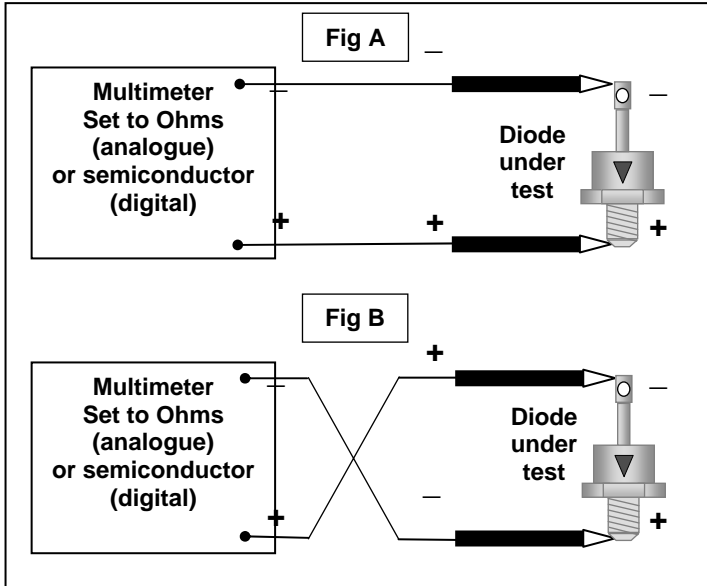 Fig A
–
Multimeter
Set to Ohms
(analogue)
or semiconductor
(digital)
–
+
+
Diode
under
test
–
+
Fig B
+
Multimeter
Set to Ohms
(analogue)
or semiconductor
(digital)
–
+
–
Diode
under
test
–
+